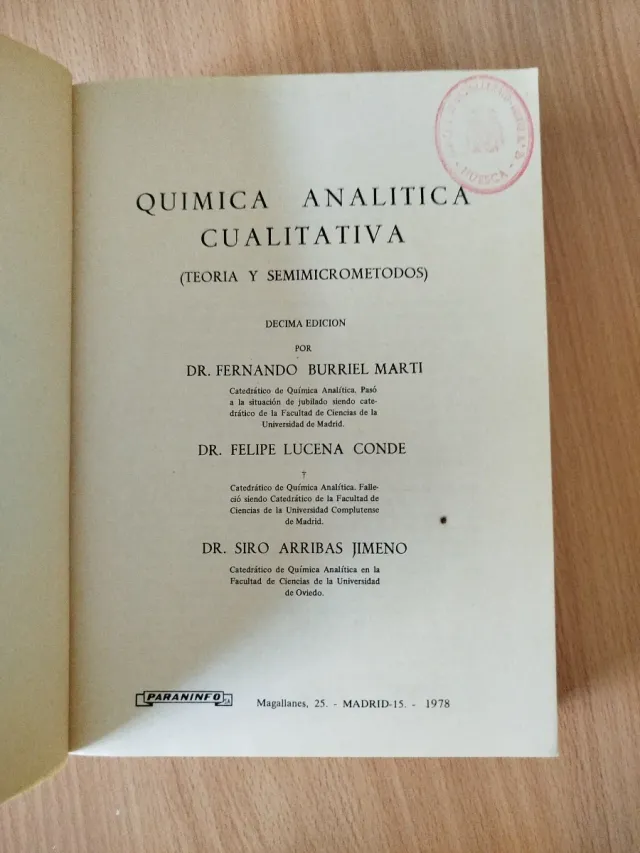 QUIMICA ANALITICA
CUALITATIVA
(TEORIA Y SEMIMICROMETODOS)
DECIMA EDICION
POR
DR. FERNANDO BURRIEL MARTI
Catedrático de Química Analítica. Pasó
a la situación de jubilado siendo cate-
drático de la Facultad de Ciencias de la
Universidad de Madrid.
DR. FELIPE LUCENA CONDE
†
Catedrático de Química Analítica. Falle-
ció siendo Catedrático de la Facultad de
Ciencias de la Universidad Complutense
de Madrid.
DR. SIRO ARRIBAS JIMENO
Catedrático de Química Analítica en la
Facultad de Ciencias de la Universidad
de Oviedo.
PARANINFO SA
Magallanes, 25. - MADRID-15. - 1978
HUESCA